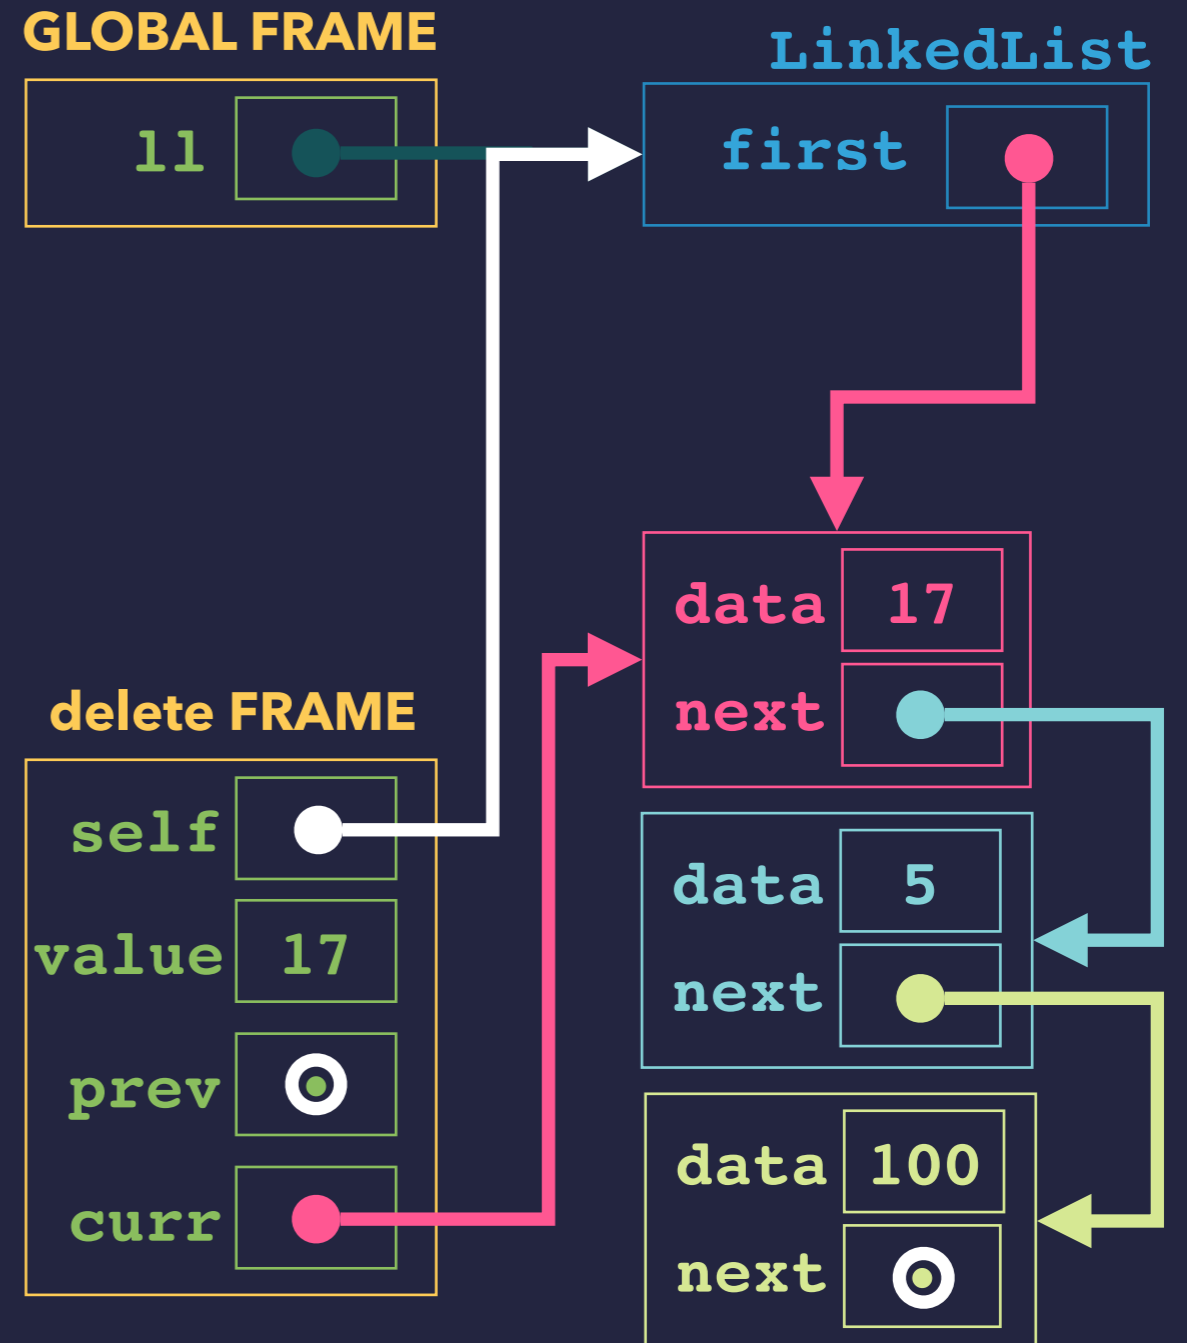 GLOBAL FRAME
ll
LinkedList
first
data 17
next
delete FRAME
self
value 17
prev
curr
data 5
next
data 100
next